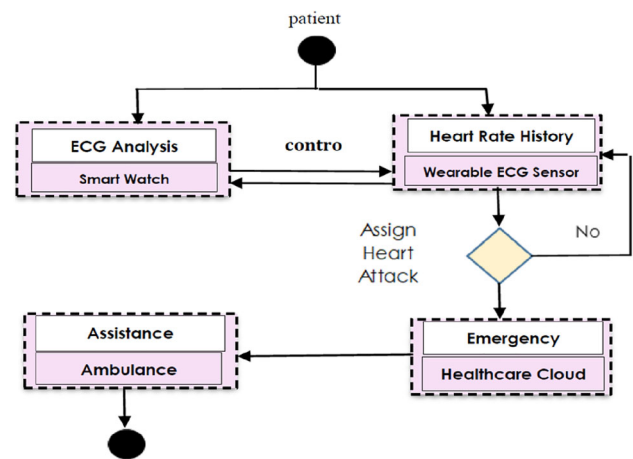 patient
ECG Analysis
Smart Watch
contro
Heart Rate History
Wearable ECG Sensor
Assign
Heart
Attack
No
Assistance
Ambulance
Emergency
Healthcare Cloud